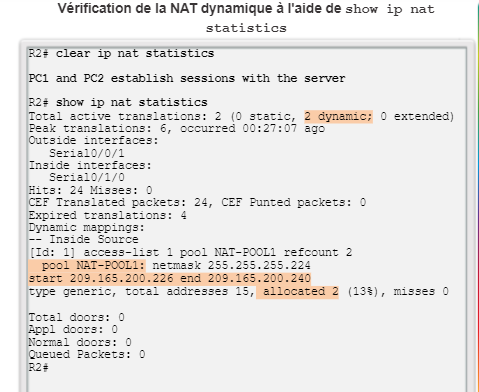 Vérification de la NAT dynamique à l'aide de show ip nat
statistics
R2# clear ip nat statistics
PC1 and PC2 establish sessions with the server
R2# show ip nat statistics
Total active translations: 2 (0 static, 2 dynamic; 0 extended)
Peak translations: 6, occurred 00:27:07 ago
Outside interfaces:
Serial0/0/1
Inside interfaces:
Serial0/1/0
Hits: 24 Misses: 0
CEF Translated packets: 24, CEF Punted packets: 0
Expired translations: 4
Dynamic mappings:
-- Inside Source
[Id: 1] access-list 1 pool NAT-POOL1 refcount 2
pool NAT-POOL1: netmask 255.255.255.224
start 209.165.200.226 end 209.165.200.240
type generic, total addresses 15, allocated 2 (13%), misses 0
Total doors: 0
Appl doors: 0
Normal doors: 0
Queued Packets: 0
R2#